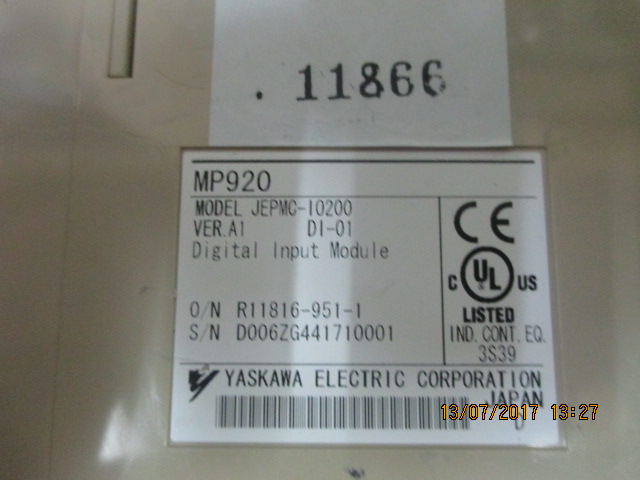 . 11866
MP920
MODEL JEPMC-IO200
VER.A1 DI-01
Digital Input Module
O/N R11816-951-1
S/N D006ZG441710001
CE
C UL US
LISTED
IND. CONT. EQ.
3S39
YASKAWA ELECTRIC CORPORATION
JAPAN
13/07/2017 13:27